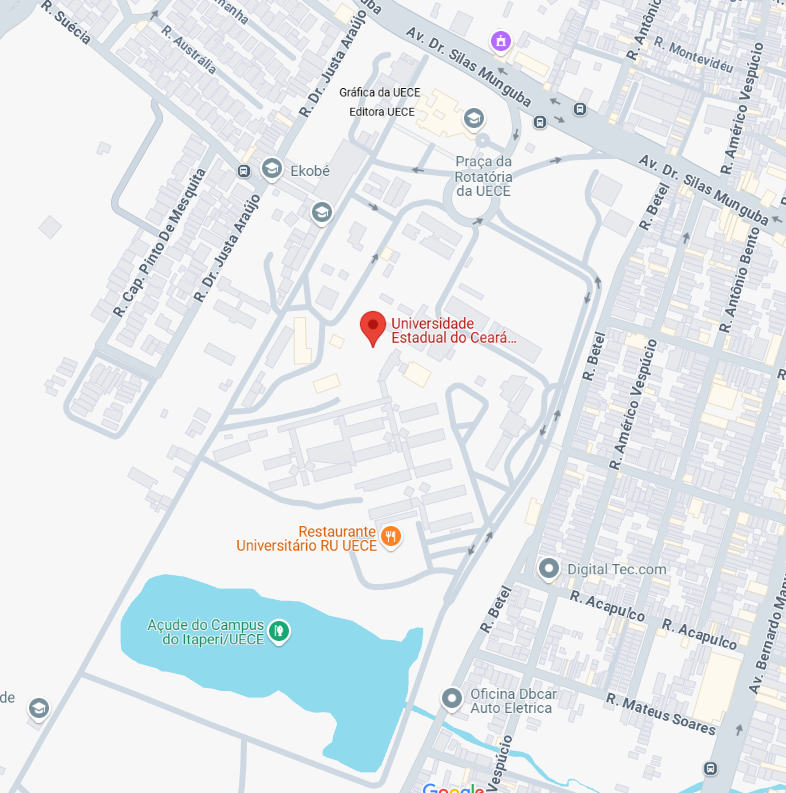 R. Suécia
R. Austrália
manha
R. Dr. Justa Araújo
guba
Av. Dr. Silas Munguba
R. Antônio
R. Montevidéu
R. Américo Vespúcio
Gráfica da UECE
Editora UECE
Praça da
Rotatória
da UECE
Ekobé
Av. Dr. Silas Munguba
R. Cap. Pinto De Mesquita
R. Dr. Justa Araújo
R. Betel
R. Antônio Bento
Universidade
Estadual do Ceará...
R. Betel
R. Américo Vespúcio
R.
Restaurante
Universitário RU UECE
Digital Tec.com
R. Acapulco
R. Acapulco
R. Betel
Açude do Campus
do Itaperi/UECE
Av. Bernardo Manu
de
Oficina Dbcar
Auto Eletrica
R. Mateus Soares
Vespúcio
Google